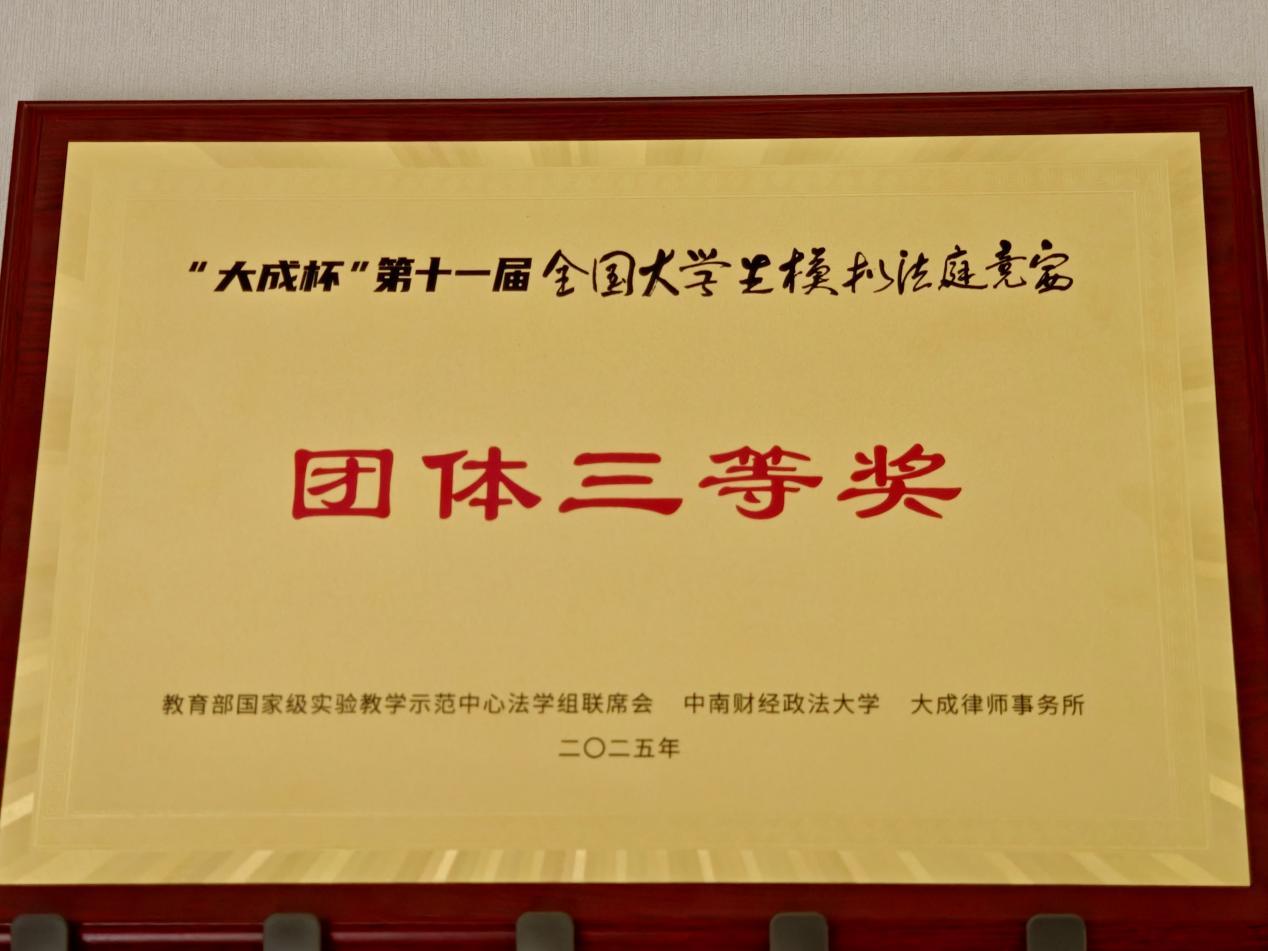 “大成杯”第十一届全国大学生模拟法庭竞赛
团体三等奖
教育部国家级实验教学示范中心法学组联席会 中南财经政法大学 大成律师事务所
二〇二五年